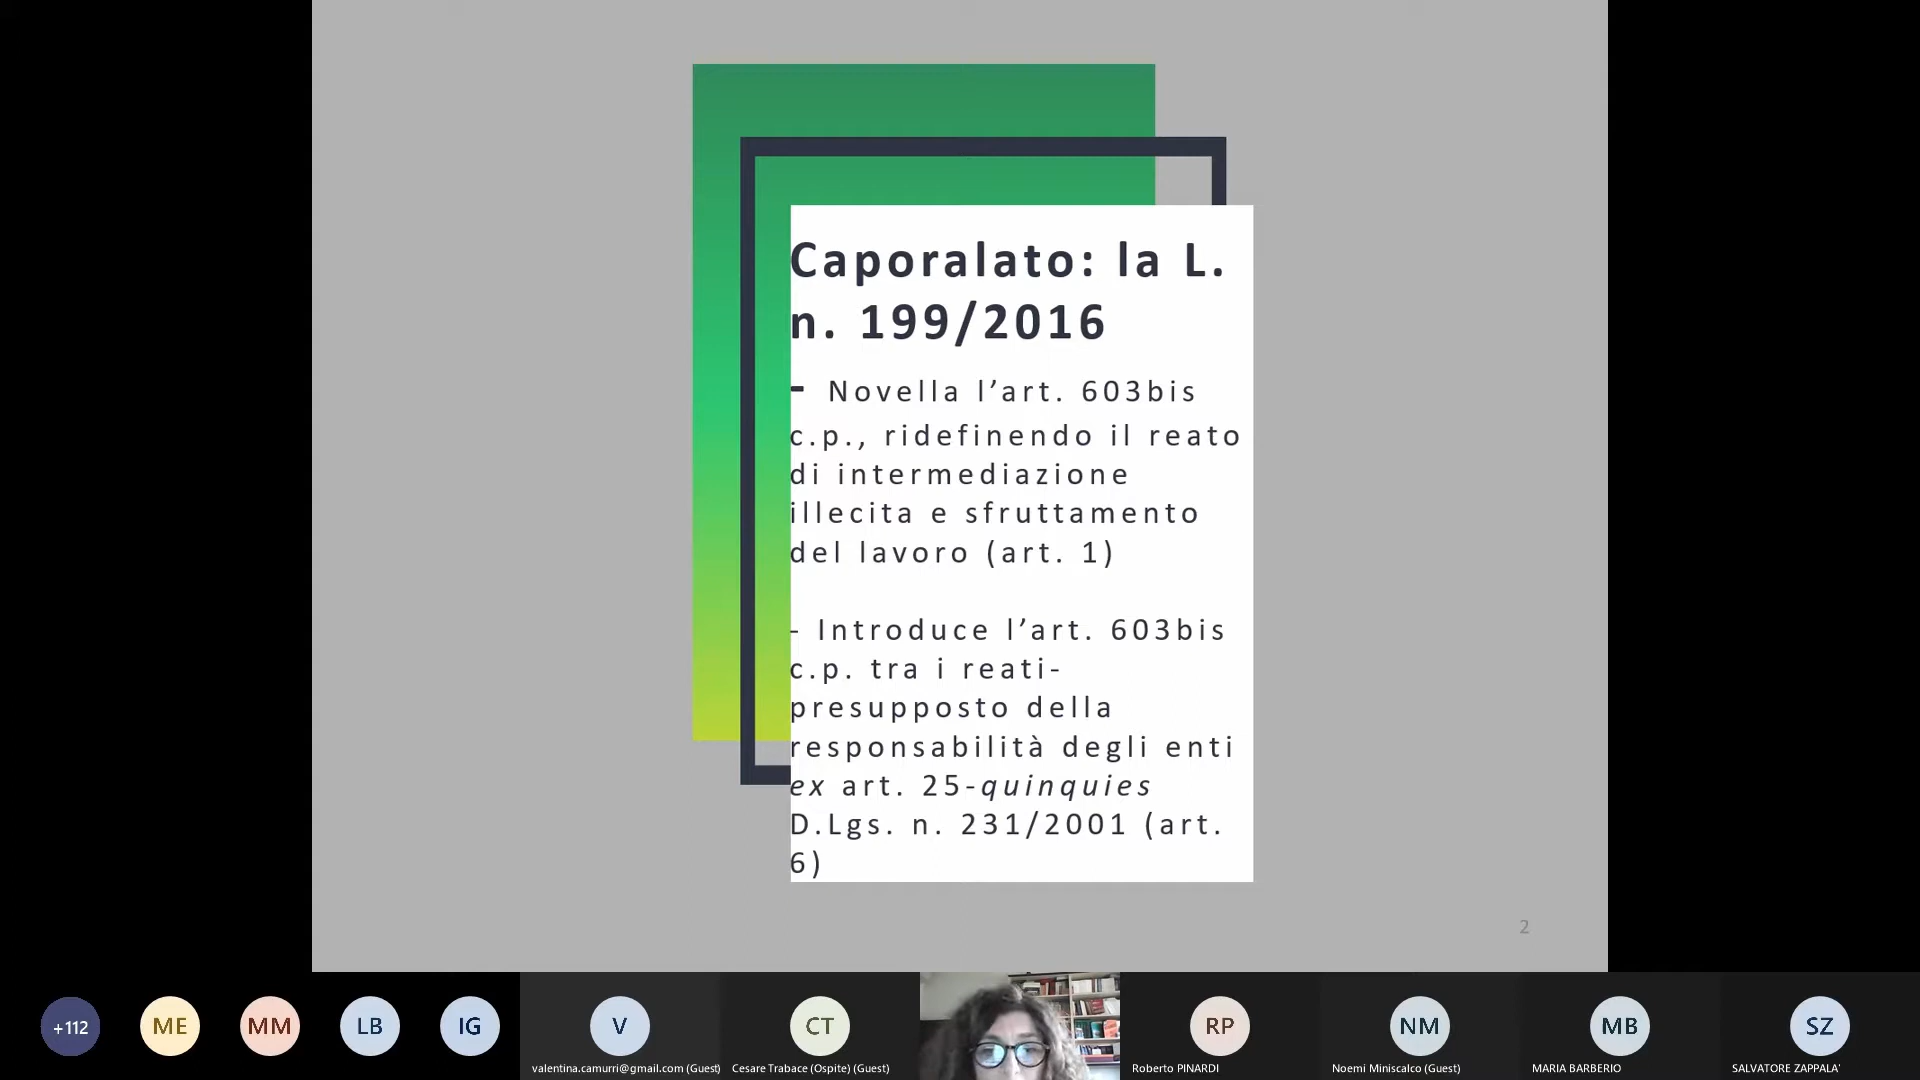 Caporalato: la L.
n. 199/2016
- Novella l’art. 603bis
c.p., ridefinendo il reato
di intermediazione
illecita e sfruttamento
del lavoro (art. 1)
- Introduce l’art. 603bis
c.p. tra i reati-
presupposto della
responsabilità degli enti
ex art. 25-quinquies
D.Lgs. n. 231/2001 (art.
6)
2
+112
ME
MM
LB
IG
V
CT
RP
NM
MB
SZ
valentina.camurri@gmail.com (Guest)
Cesare Trabace (Ospite) (Guest)
Roberto PINARDI
Noemi Miniscalco (Guest)
MARIA BARBERIO
SALVATORE ZAPPALA'